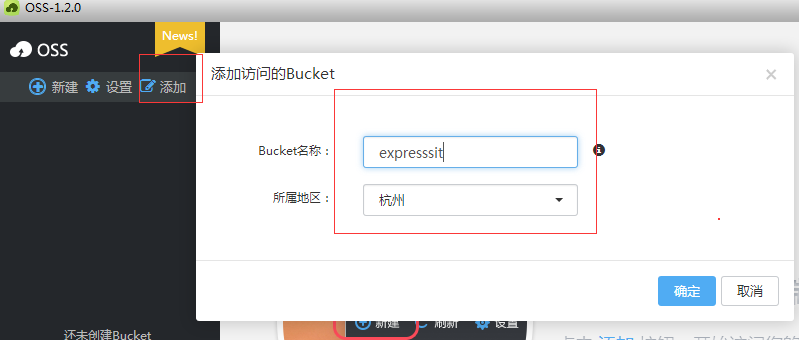 OSS-1.2.0
News!
OSS
新建 设置 添加
添加访问的Bucket
Bucket名称：
expresssit
所属地区：
杭州
确定 取消
新建 刷新 设置
还未创建Bucket